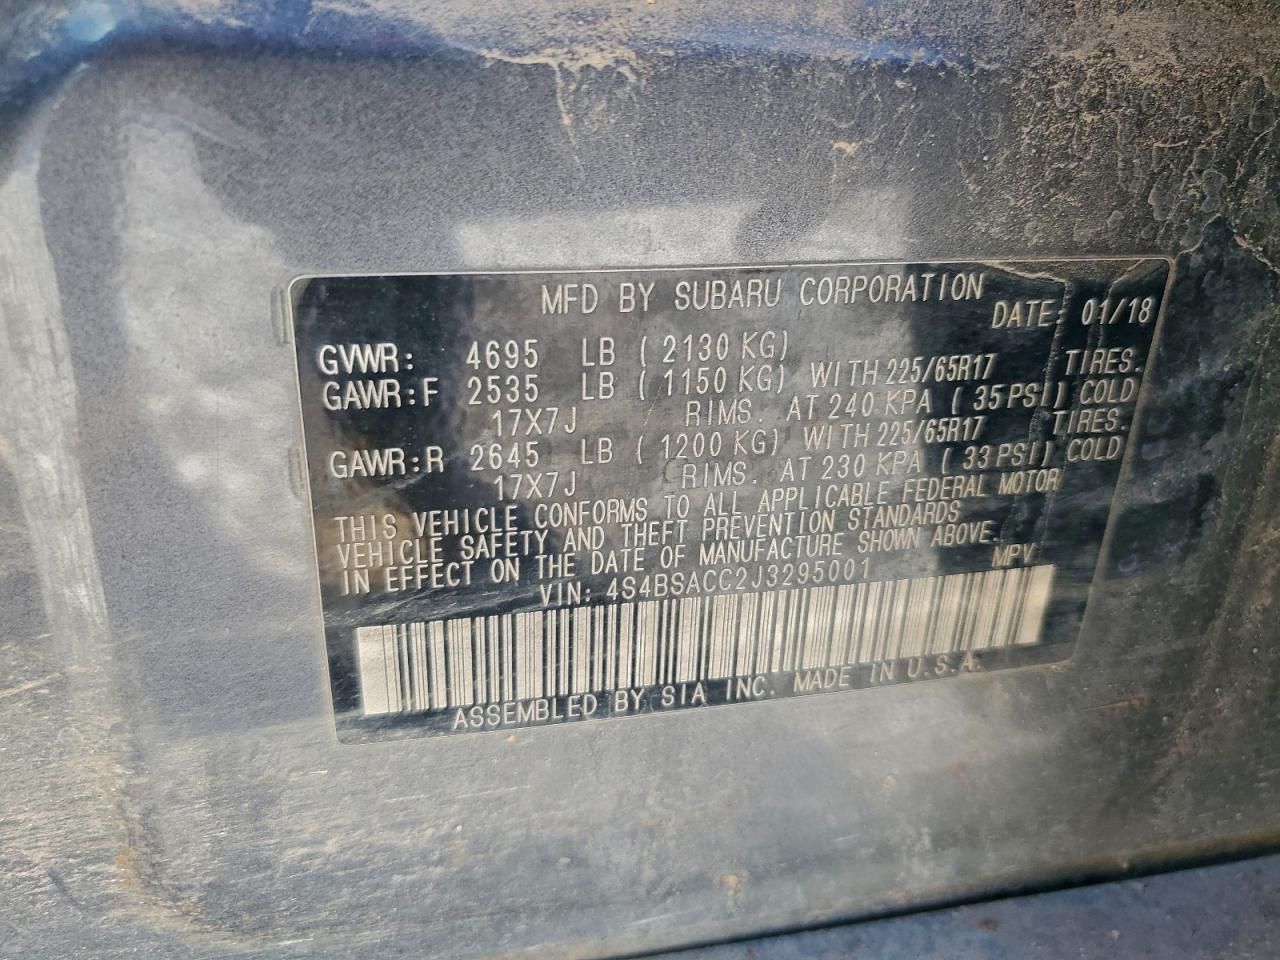 MFD BY SUBARU CORPORATION
DATE: 01/18
GVWR: 4695 LB ( 2130 KG)
GAWR:F 2535 LB ( 1150 KG) WITH 225/65R17 TIRES.
17X7J RIMS. AT 240 KPA ( 35 PSI) COLD
GAWR:R 2645 LB ( 1200 KG) WITH 225/65R17 TIRES.
17X7J RIMS. AT 230 KPA ( 33 PSI) COLD
THIS VEHICLE CONFORMS TO ALL APPLICABLE FEDERAL MOTOR
VEHICLE SAFETY AND THEFT PREVENTION STANDARDS
IN EFFECT ON THE DATE OF MANUFACTURE SHOWN ABOVE.
VIN: 4S4BSACC2J3295001 MPV
ASSEMBLED BY SIA INC. MADE IN U.S.A.